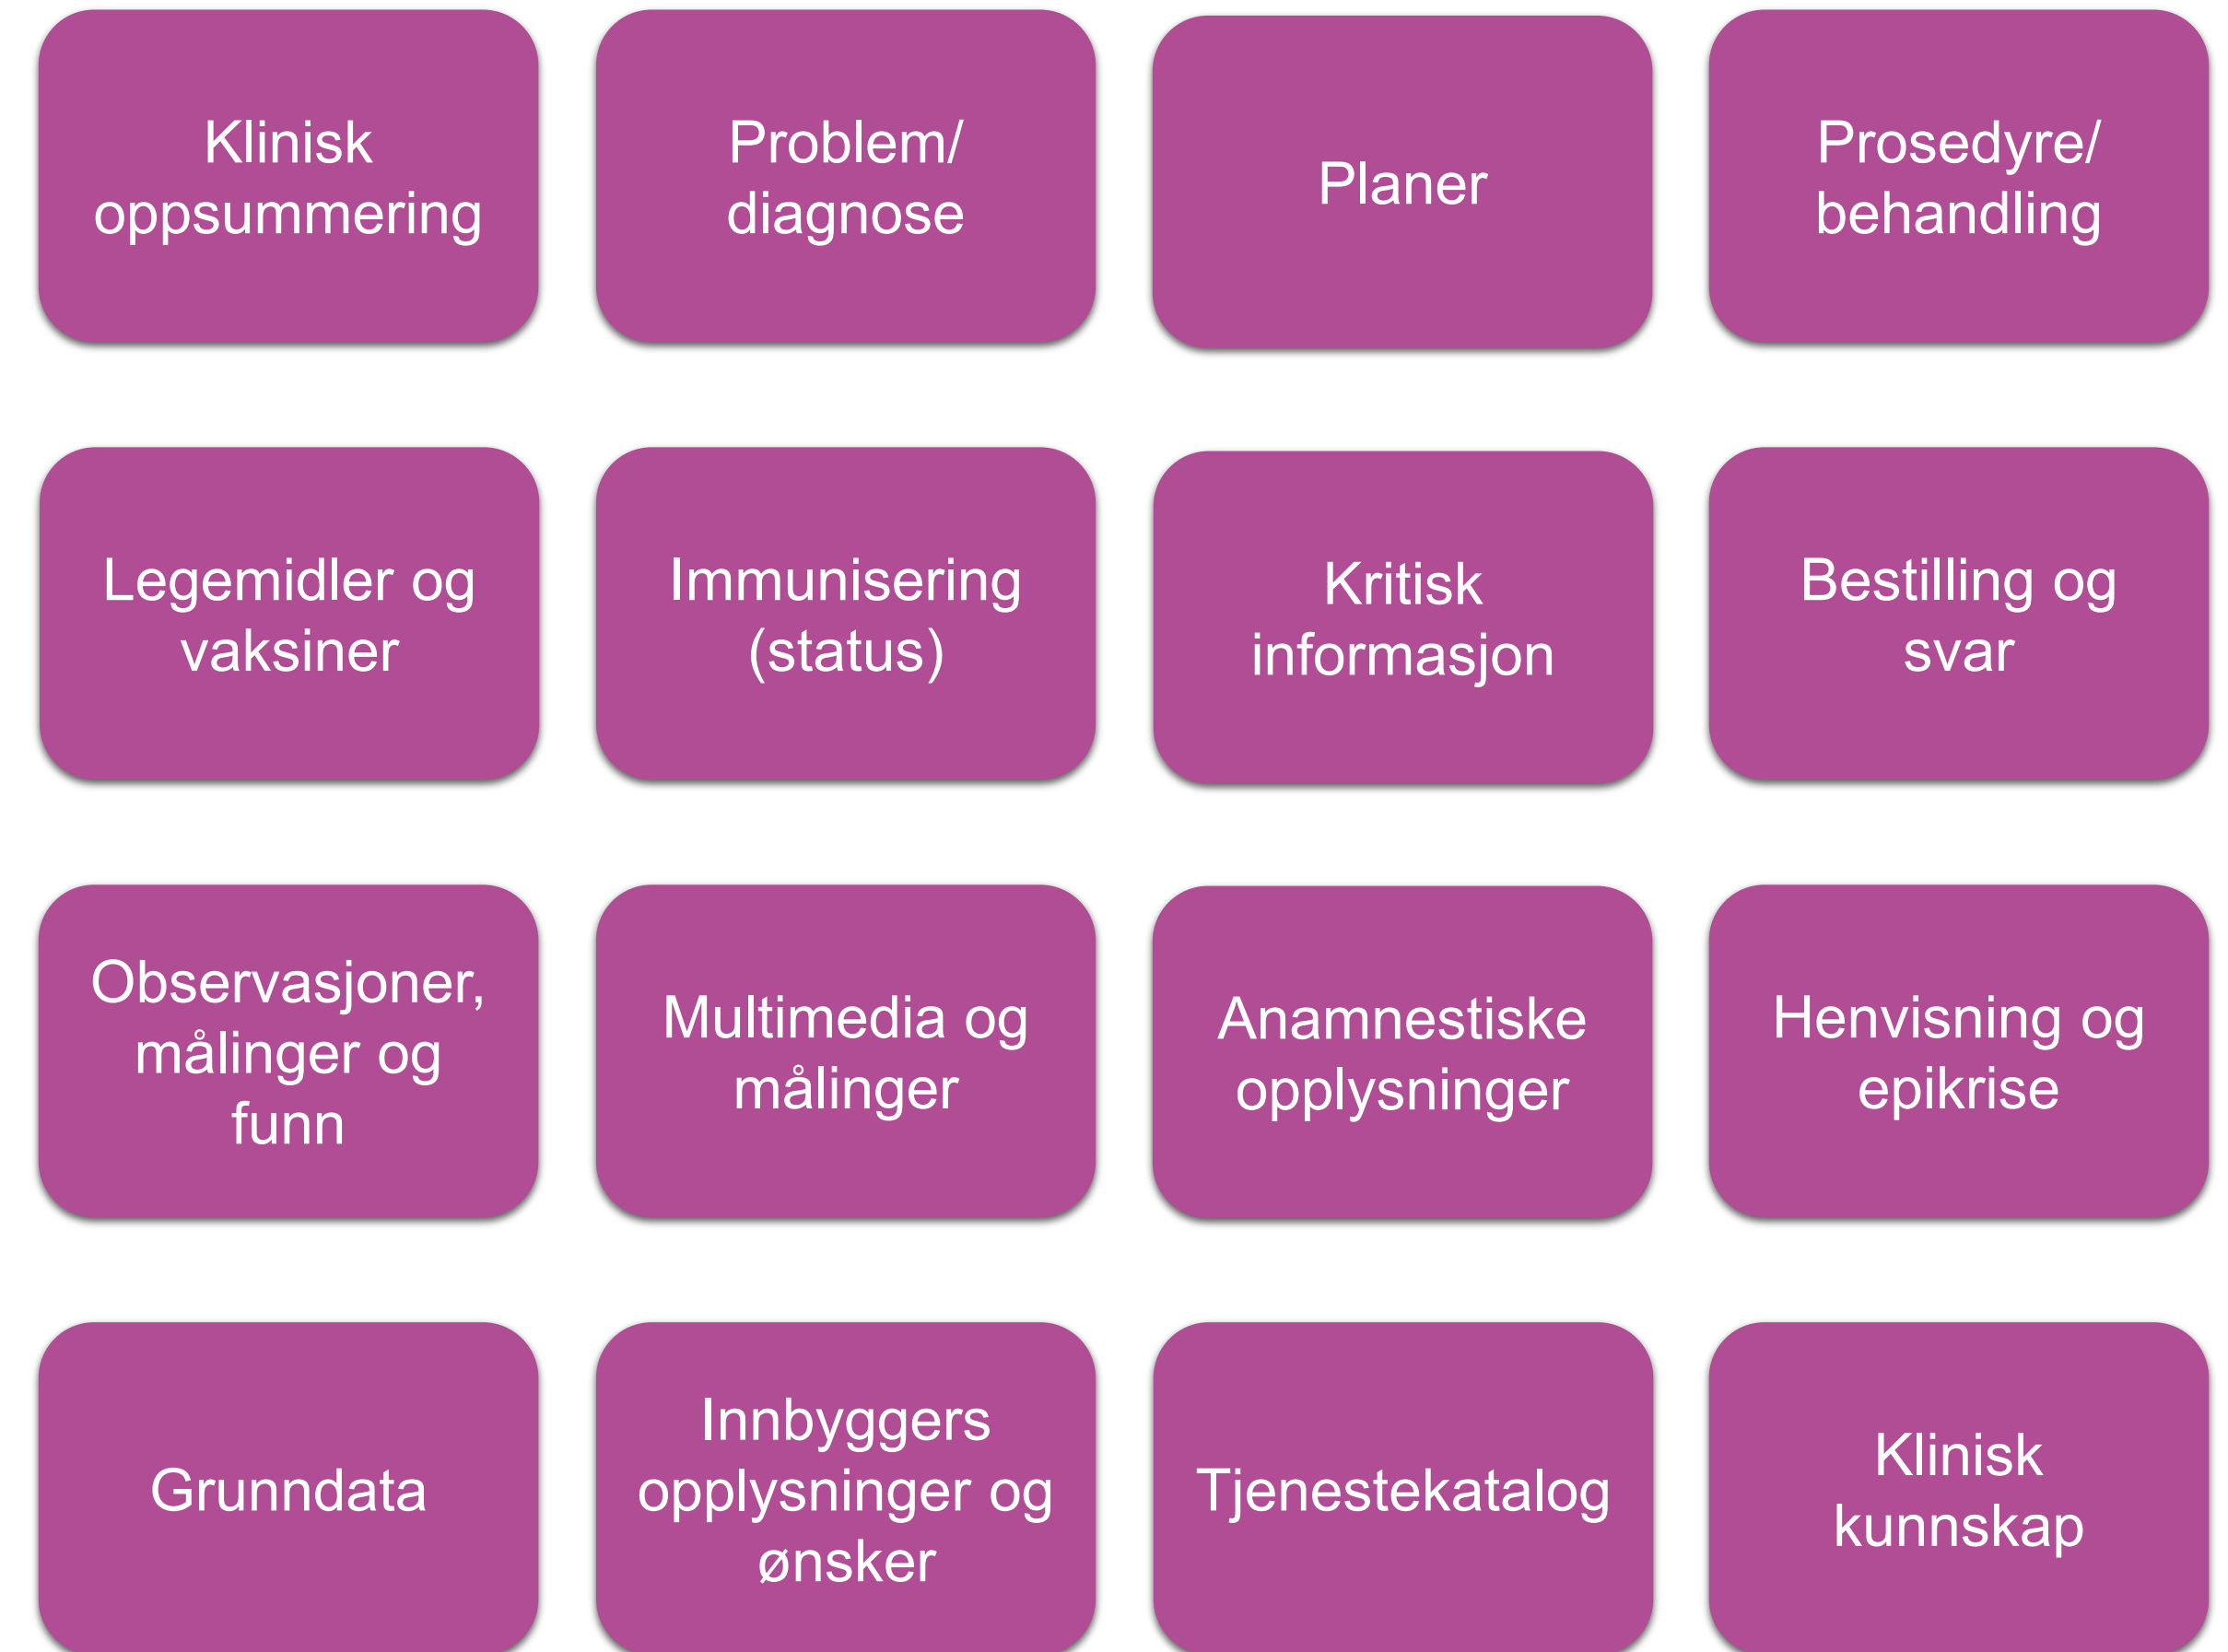 Klinisk
oppsummering
Problem/
diagnose
Planer
Prosedyre/
behandling
Legemidler og
vaksiner
Immunisering
(status)
Kritisk
informasjon
Bestilling og
svar
Observasjoner,
målinger og
funn
Multimedia og
målinger
Anamnestiske
opplysninger
Henvisning og
epikrise
Grunndata
Innbyggers
opplysninger og
ønsker
Tjenestekatalog
Klinisk
kunnskap